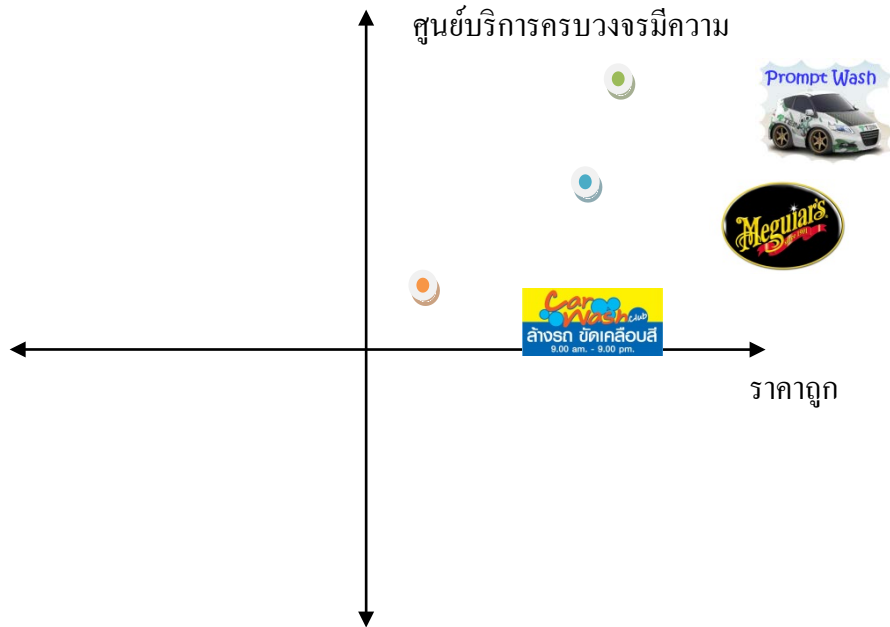 ศูนย์บริการครบวงจรมีความ
Prompt Wash
Meguiar's
Car
Wash Club
ล้างรถ ขัดเคลือบสี
9.00 am. - 9.00 pm.
ราคาถูก